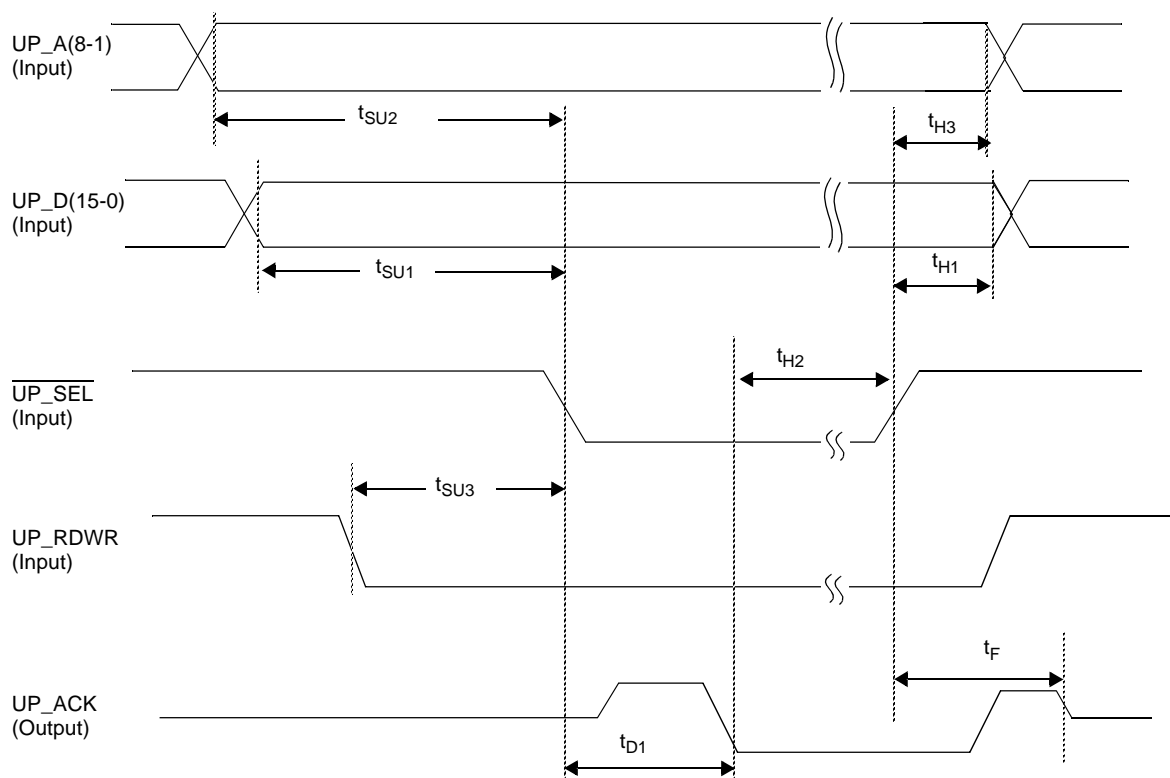 UP_A(8-1)
(Input)
tSU2
tH3
UP_D(15-0)
(Input)
tSU1
tH1
UP_SEL
(Input)
tH2
tSU3
UP_RDWR
(Input)
tF
UP_ACK
(Output)
tD1